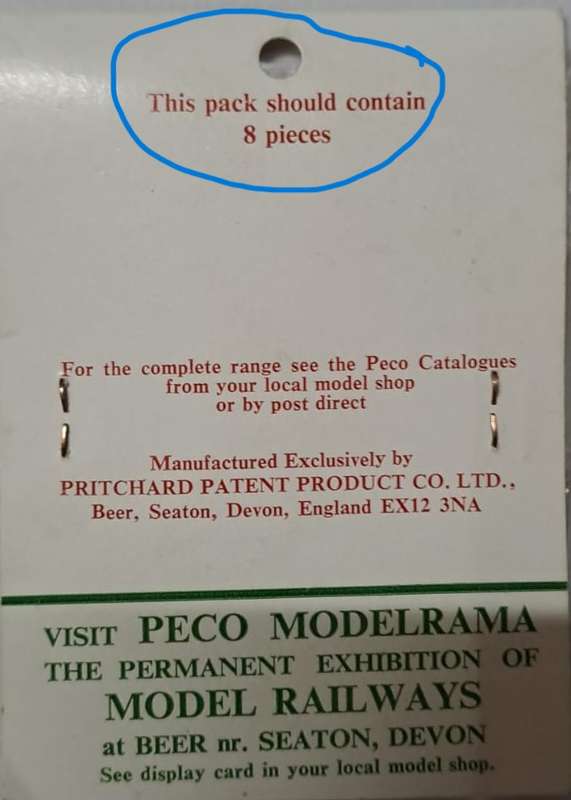 This pack should contain
8 pieces
For the complete range see the Peco Catalogues
from your local model shop
or by post direct
Manufactured Exclusively by
PRITCHARD PATENT PRODUCT CO. LTD.,
Beer, Seaton, Devon, England EX12 3NA
VISIT PECO MODELRAMA
THE PERMANENT EXHIBITION OF
MODEL RAILWAYS
at BEER nr. SEATON, DEVON
See display card in your local model shop.